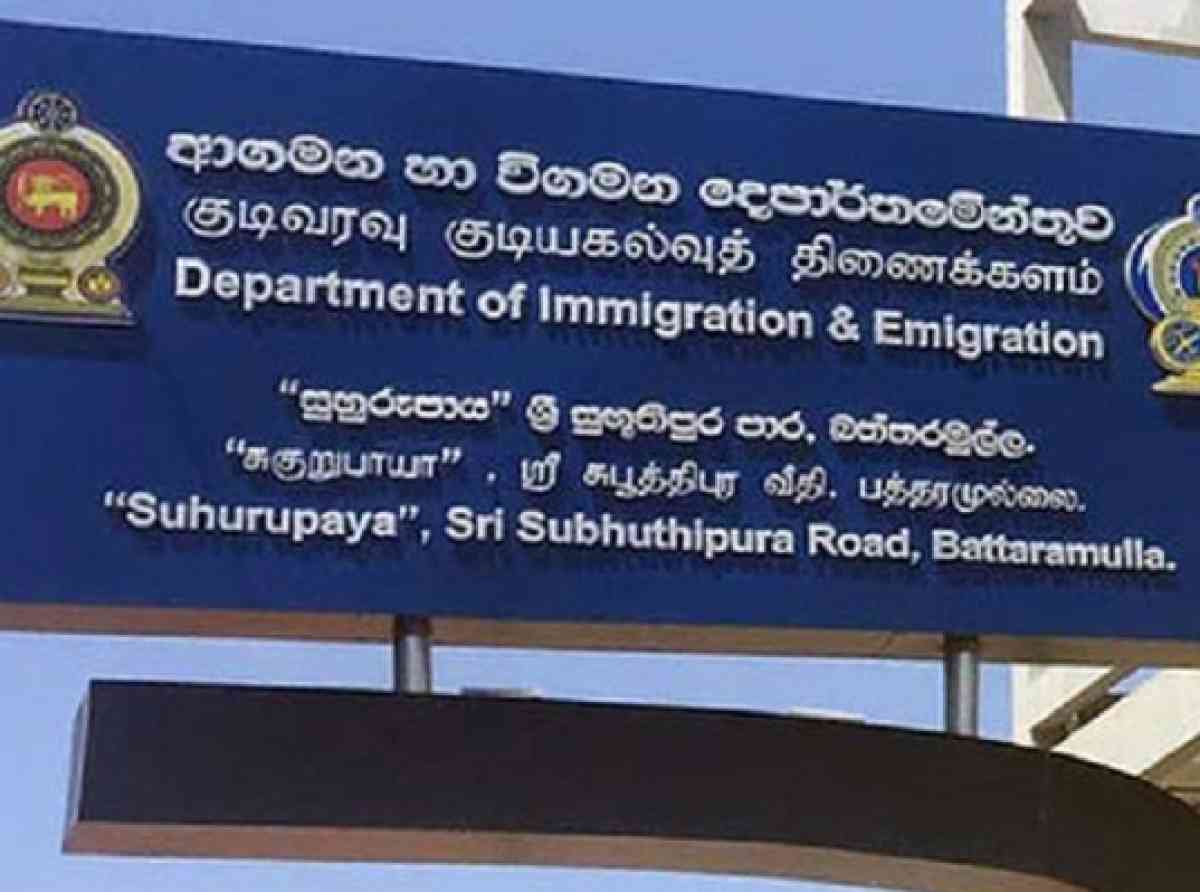 ආගමන හා විගමන දෙපාර්තමේන්තුව
குடிவரவு குடியகல்வுத் திணைக்களம்
Department of Immigration & Emigration
“සුහුරුපාය” ශ්‍රී සුභූතිපුර පාර, බත්තරමුල්ල.
“சுகுறுபாயா” , ஸ்ரீ சுபூத்திபுர வீதி. பத்தரமுல்லை.
“Suhurupaya”, Sri Subhuthipura Road, Battaramulla.